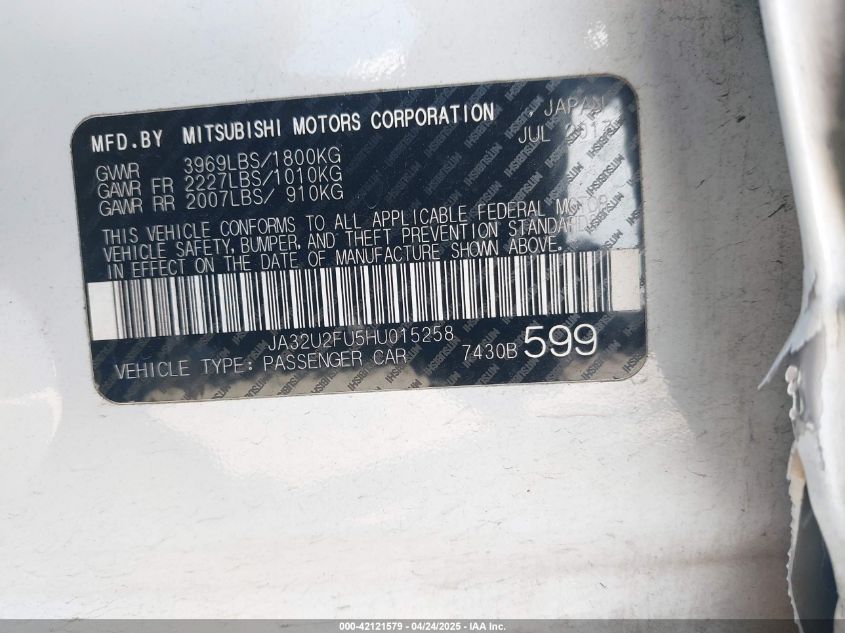 MFD.BY MITSUBISHI MOTORS CORPORATION , JAPAN
JUL 2017
GVWR 3969LBS/1800KG
GAWR FR 2227LBS/1010KG
GAWR RR 2007LBS/ 910KG
THIS VEHICLE CONFORMS TO ALL APPLICABLE FEDERAL MOTOR
VEHICLE SAFETY, BUMPER, AND THEFT PREVENTION STANDARDS
IN EFFECT ON THE DATE OF MANUFACTURE SHOWN ABOVE.
JA32U2FU5HU015258
VEHICLE TYPE: PASSENGER CAR 7430B 599
000-42121579 - 04/24/2025 - IAA Inc.